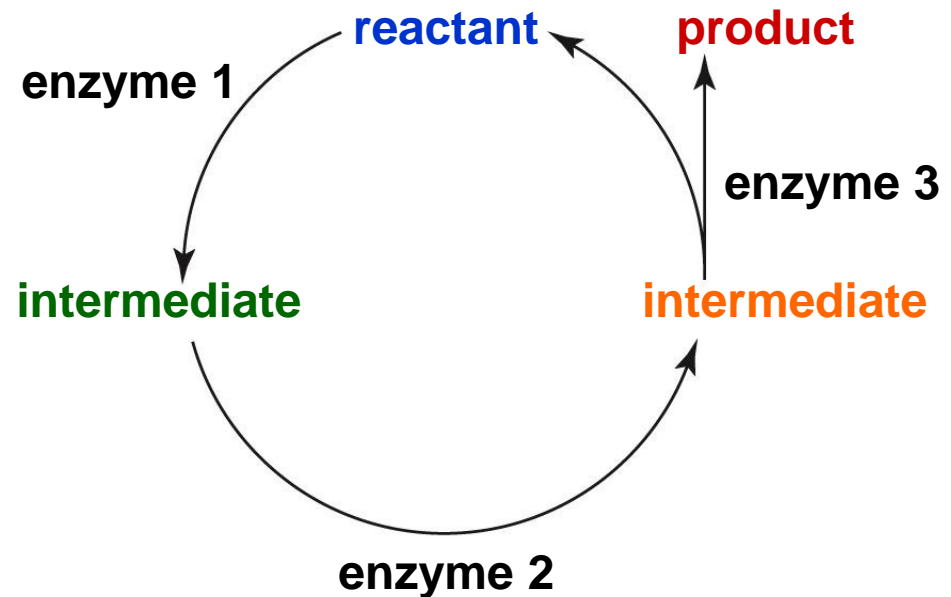 reactant
product
enzyme 1
enzyme 3
intermediate
intermediate
enzyme 2